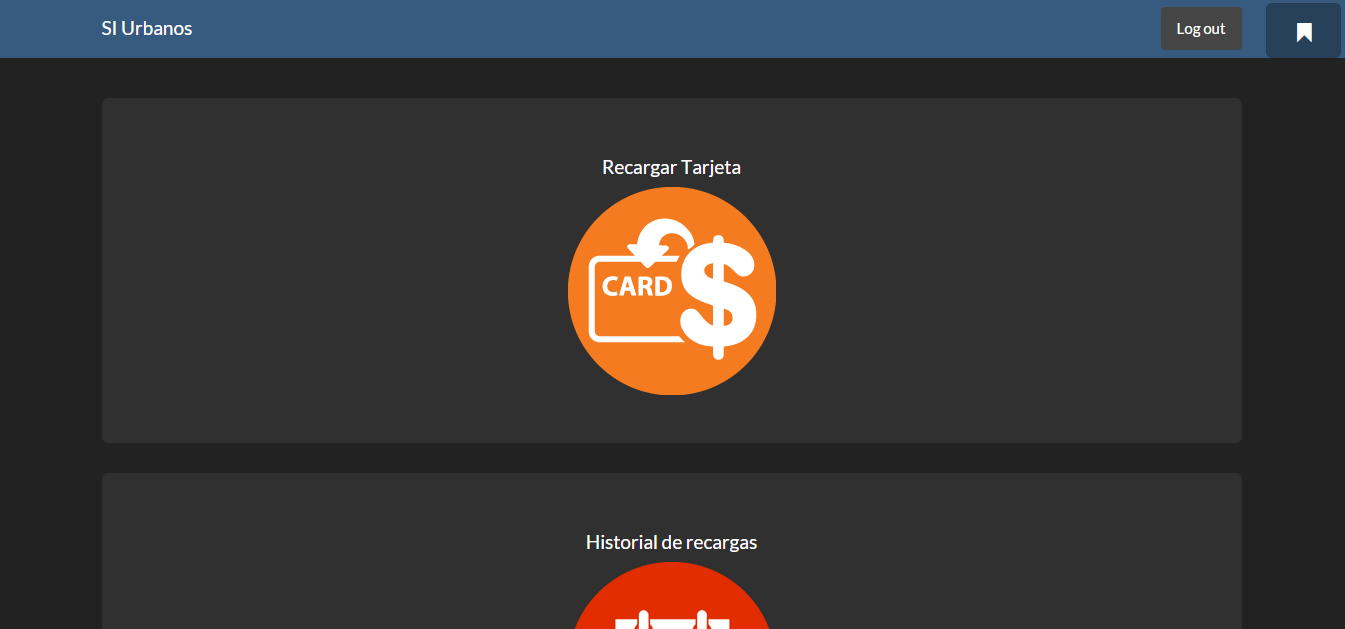 SI Urbanos
Log out
Recargar Tarjeta
CARD
$
Historial de recargas